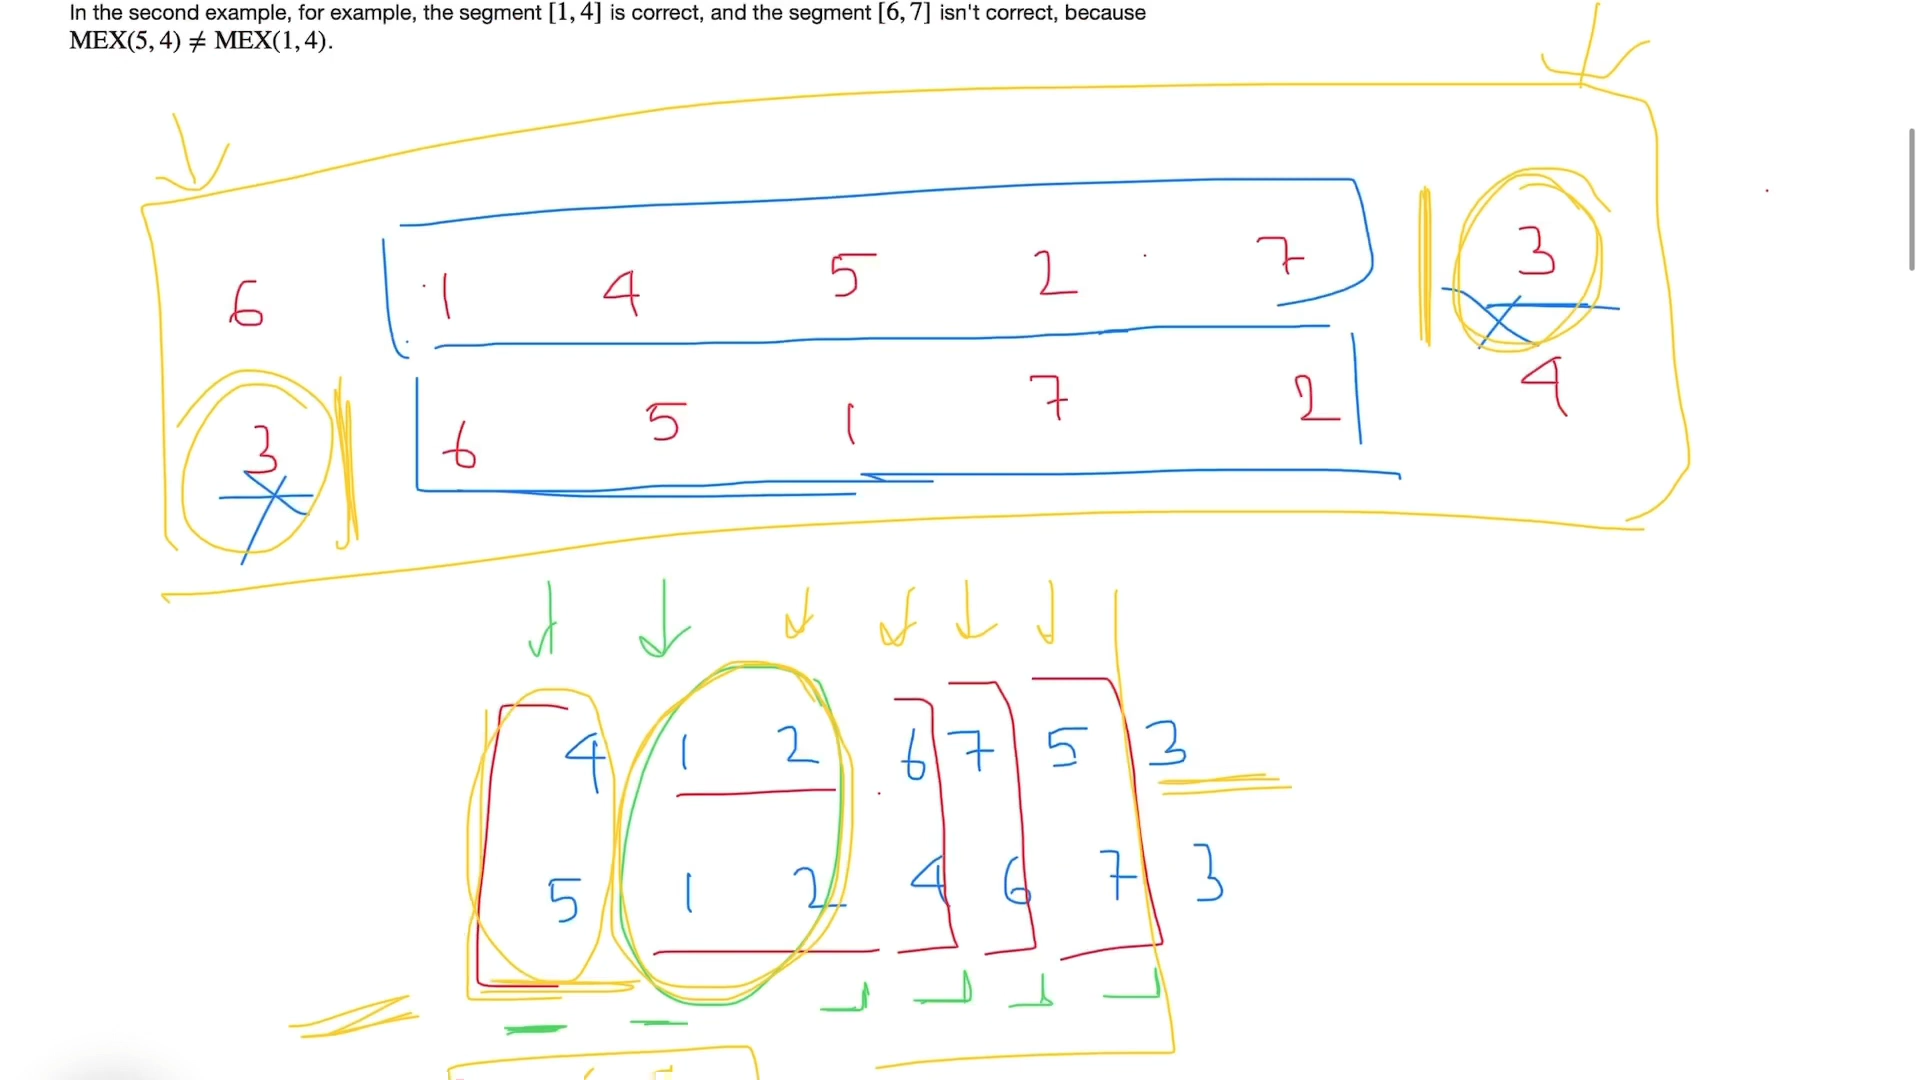 In the second example, for example, the segment [1, 4] is correct, and the segment [6, 7] isn't correct, because
MEX(5, 4) ≠ MEX(1, 4).
6 1 4 5 2 7 3
3 6 5 1 7 2 4
4 1 2 6 7 5 3
5 1 2 4 6 7 3